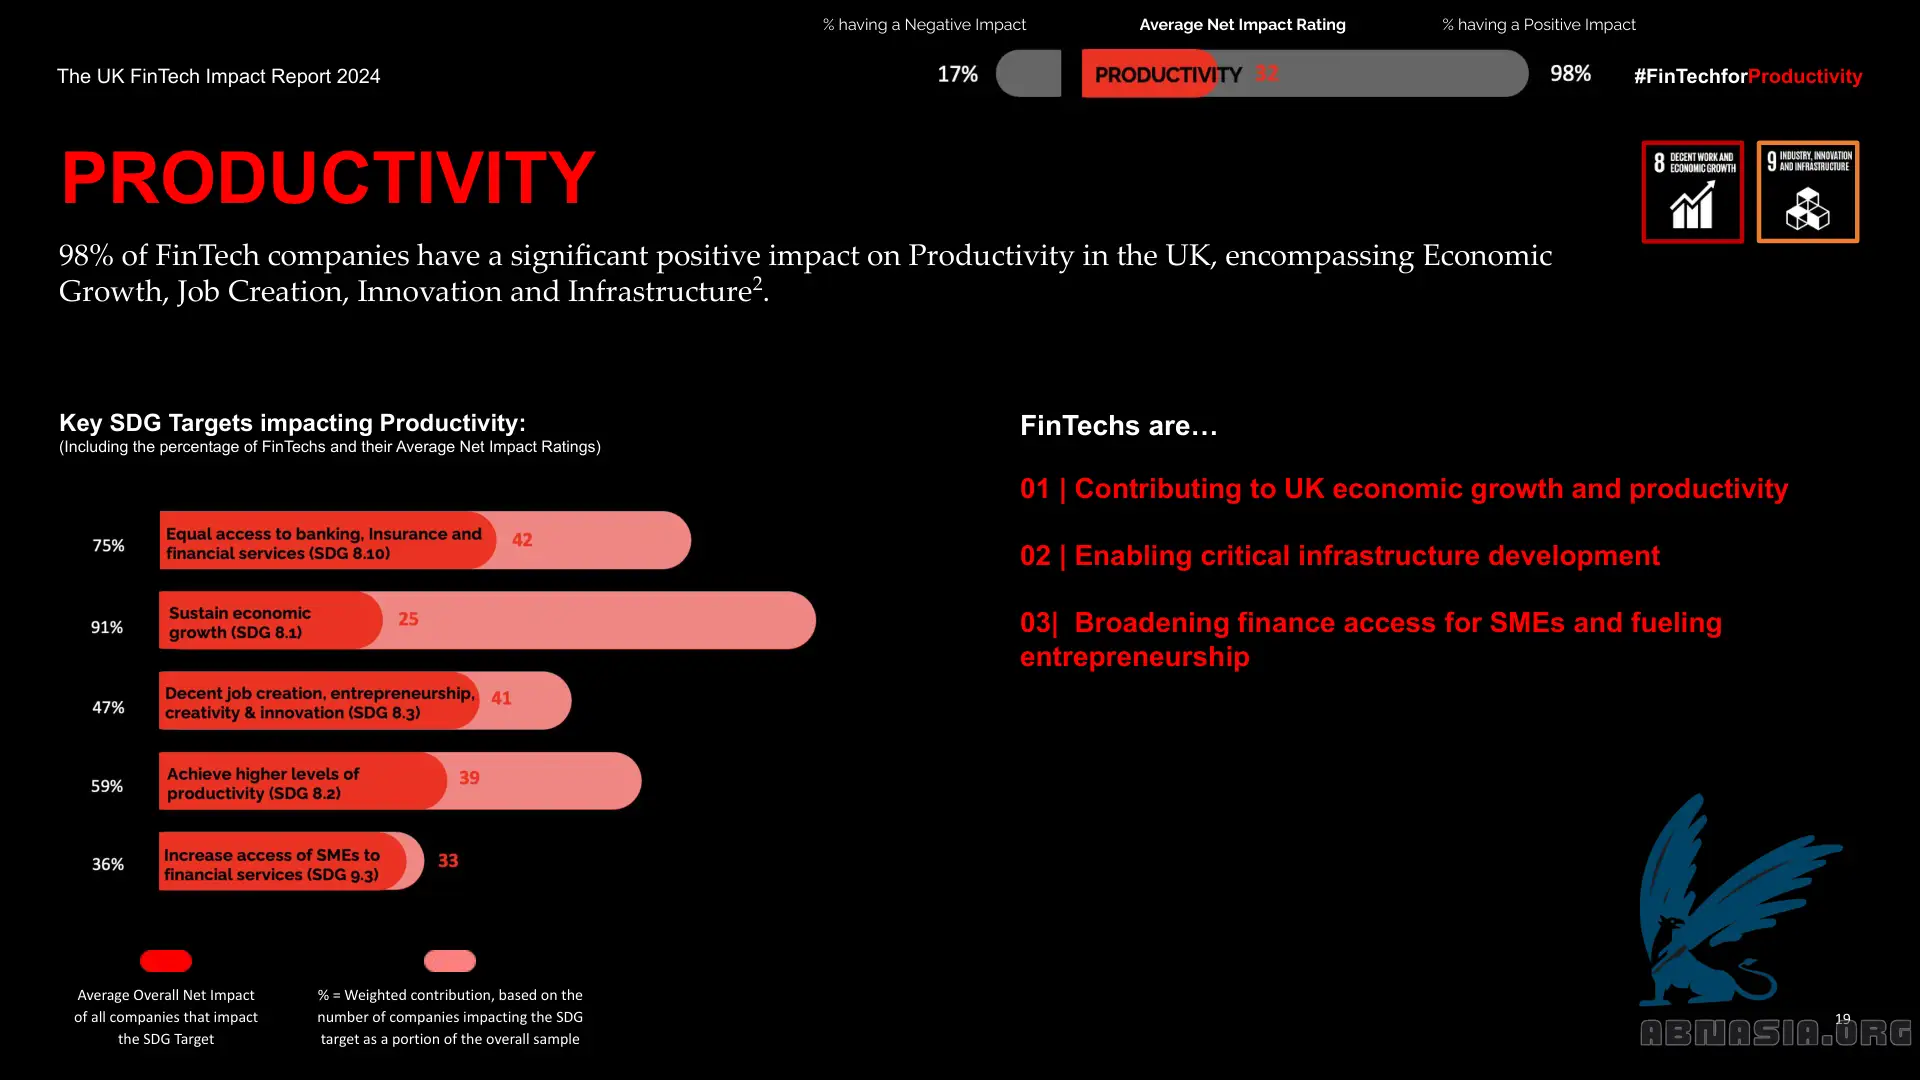 % having a Negative Impact
Average Net Impact Rating
% having a Positive Impact
The UK FinTech Impact Report 2024
17%
PRODUCTIVITY 32
98%
#FinTechforProductivity
PRODUCTIVITY
8 DECENT WORK AND
ECONOMIC GROWTH
9 INDUSTRY, INNOVATION
AND INFRASTRUCTURE
98% of FinTech companies have a significant positive impact on Productivity in the UK, encompassing Economic
Growth, Job Creation, Innovation and Infrastructure².
Key SDG Targets impacting Productivity:
(Including the percentage of FinTechs and their Average Net Impact Ratings)
75%
Equal access to banking, Insurance and
financial services (SDG 8.10)
42
91%
Sustain economic
growth (SDG 8.1)
25
47%
Decent job creation, entrepreneurship,
creativity & innovation (SDG 8.3)
41
59%
Achieve higher levels of
productivity (SDG 8.2)
39
36%
Increase access of SMEs to
financial services (SDG 9.3)
33
Average Overall Net Impact
of all companies that impact
the SDG Target
% = Weighted contribution, based on the
number of companies impacting the SDG
target as a portion of the overall sample
FinTechs are…
01 | Contributing to UK economic growth and productivity
02 | Enabling critical infrastructure development
03|  Broadening finance access for SMEs and fueling
entrepreneurship
19
ABNASIA.ORG